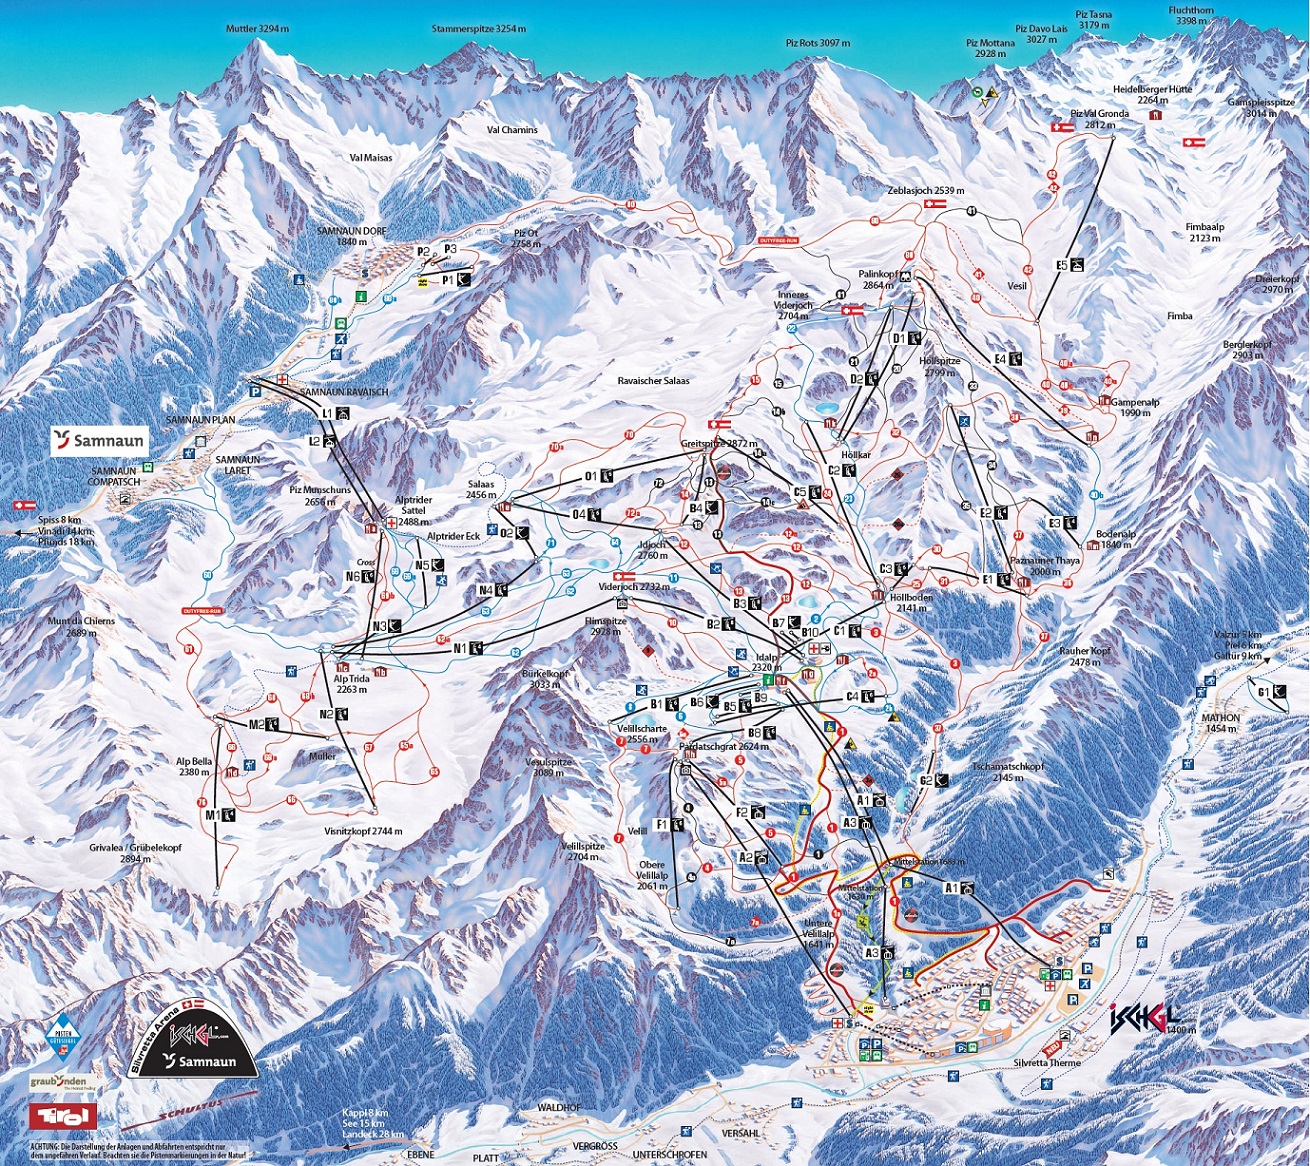 Muttler 3294 m
Stammerspitze 3254 m
Piz Rots 3097 m
Piz Mottana
2928 m
Piz Davo Lais
3027 m
Piz Tasna
3179 m
Fluchthorn
3398 m
Heidelberger Hütte
2264 m
Gamspleisspitze
3014 m
Piz Val Gronda
2812 m
Val Chamins
Val Maisas
Zeblasjoch 2539 m
SAMNAUN DORF
1840 m
Piz Ot
2758 m
DUTYFREE-RUN
Fimbaalp
2123 m
P2
P3
P1
E5
Palinkopf
2864 m
Vesil
Dreierkopf
2970 m
Inneres
Viderjoch
2704 m
Fimba
D1
Berglerkopf
2903 m
Höllspitze
2799 m
E4
D2
Ravaischer Salaas
SAMNAUN RAVAISCH
Gampenalp
1990 m
L1
L2
SAMNAUN PLAN
Samnaun
Greitspitze 2872 m
Höllkar
SAMNAUN
LARET
SAMNAUN
COMPATSCH
C2
O1
Salaas
2456 m
Piz Munschuns
2656 m
Alptrider
Sattel
2488 m
C5
B4
O4
E2
E3
Spiss 8 km
Vinadi 14 km
Pfunds 18 km
Alptrider Eck
O2
Idjoch
2760 m
Bodenalp
1840 m
Cross
N6
N5
Paznauner Thaya
2000 m
C3
E1
N4
Viderjoch 2732 m
Höllboden
2141 m
DUTYFREE-RUN
B3
Munt da Chierns
2689 m
N3
Flimspitze
2928 m
B2
B7
B10
C1
N1
Rauher Kopf
2478 m
Valzur 5 km
Piel 6 km
Galtür 9 km
Idalp
2320 m
Alp Trida
2263 m
Bürkelkopf
3033 m
G1
B1
B6
B5
B9
C4
N2
M2
MATHON
1454 m
Velillscharte
2556 m
B8
Pardatschgrat 2624 m
Müller
Alp Bella
2380 m
Vesulspitze
3089 m
Tschamatschkopf
2145 m
C2
A1
M1
F2
A3
F1
Velill
Visnitzkopf 2744 m
Grivalea / Grübelekopf
2894 m
Velillspitze
2704 m
A2
Obere
Velillalp
2061 m
Mittelstation 1683 m
A1
Mittelstation
Untere
Velillalp
1641 m
A3
ISCHGL
1400 m
Silvretta Arena
ISCHGL
Samnaun
NEU
Silvretta Therme
graubünden
Tirol
SCHULTUS
Kappl 8 km
See 15 km
Landeck 28 km
WALDHOF
VERSAHL
VERGRÖSS
EBENE
PLATT
UNTERSCHROFEN
ACHTUNG: Die Darstellung der Anlagen und Abfahrten entspricht nur
dem ungefähren Verlauf. Beachten sie die Pistenmarkierungen in der Natur!